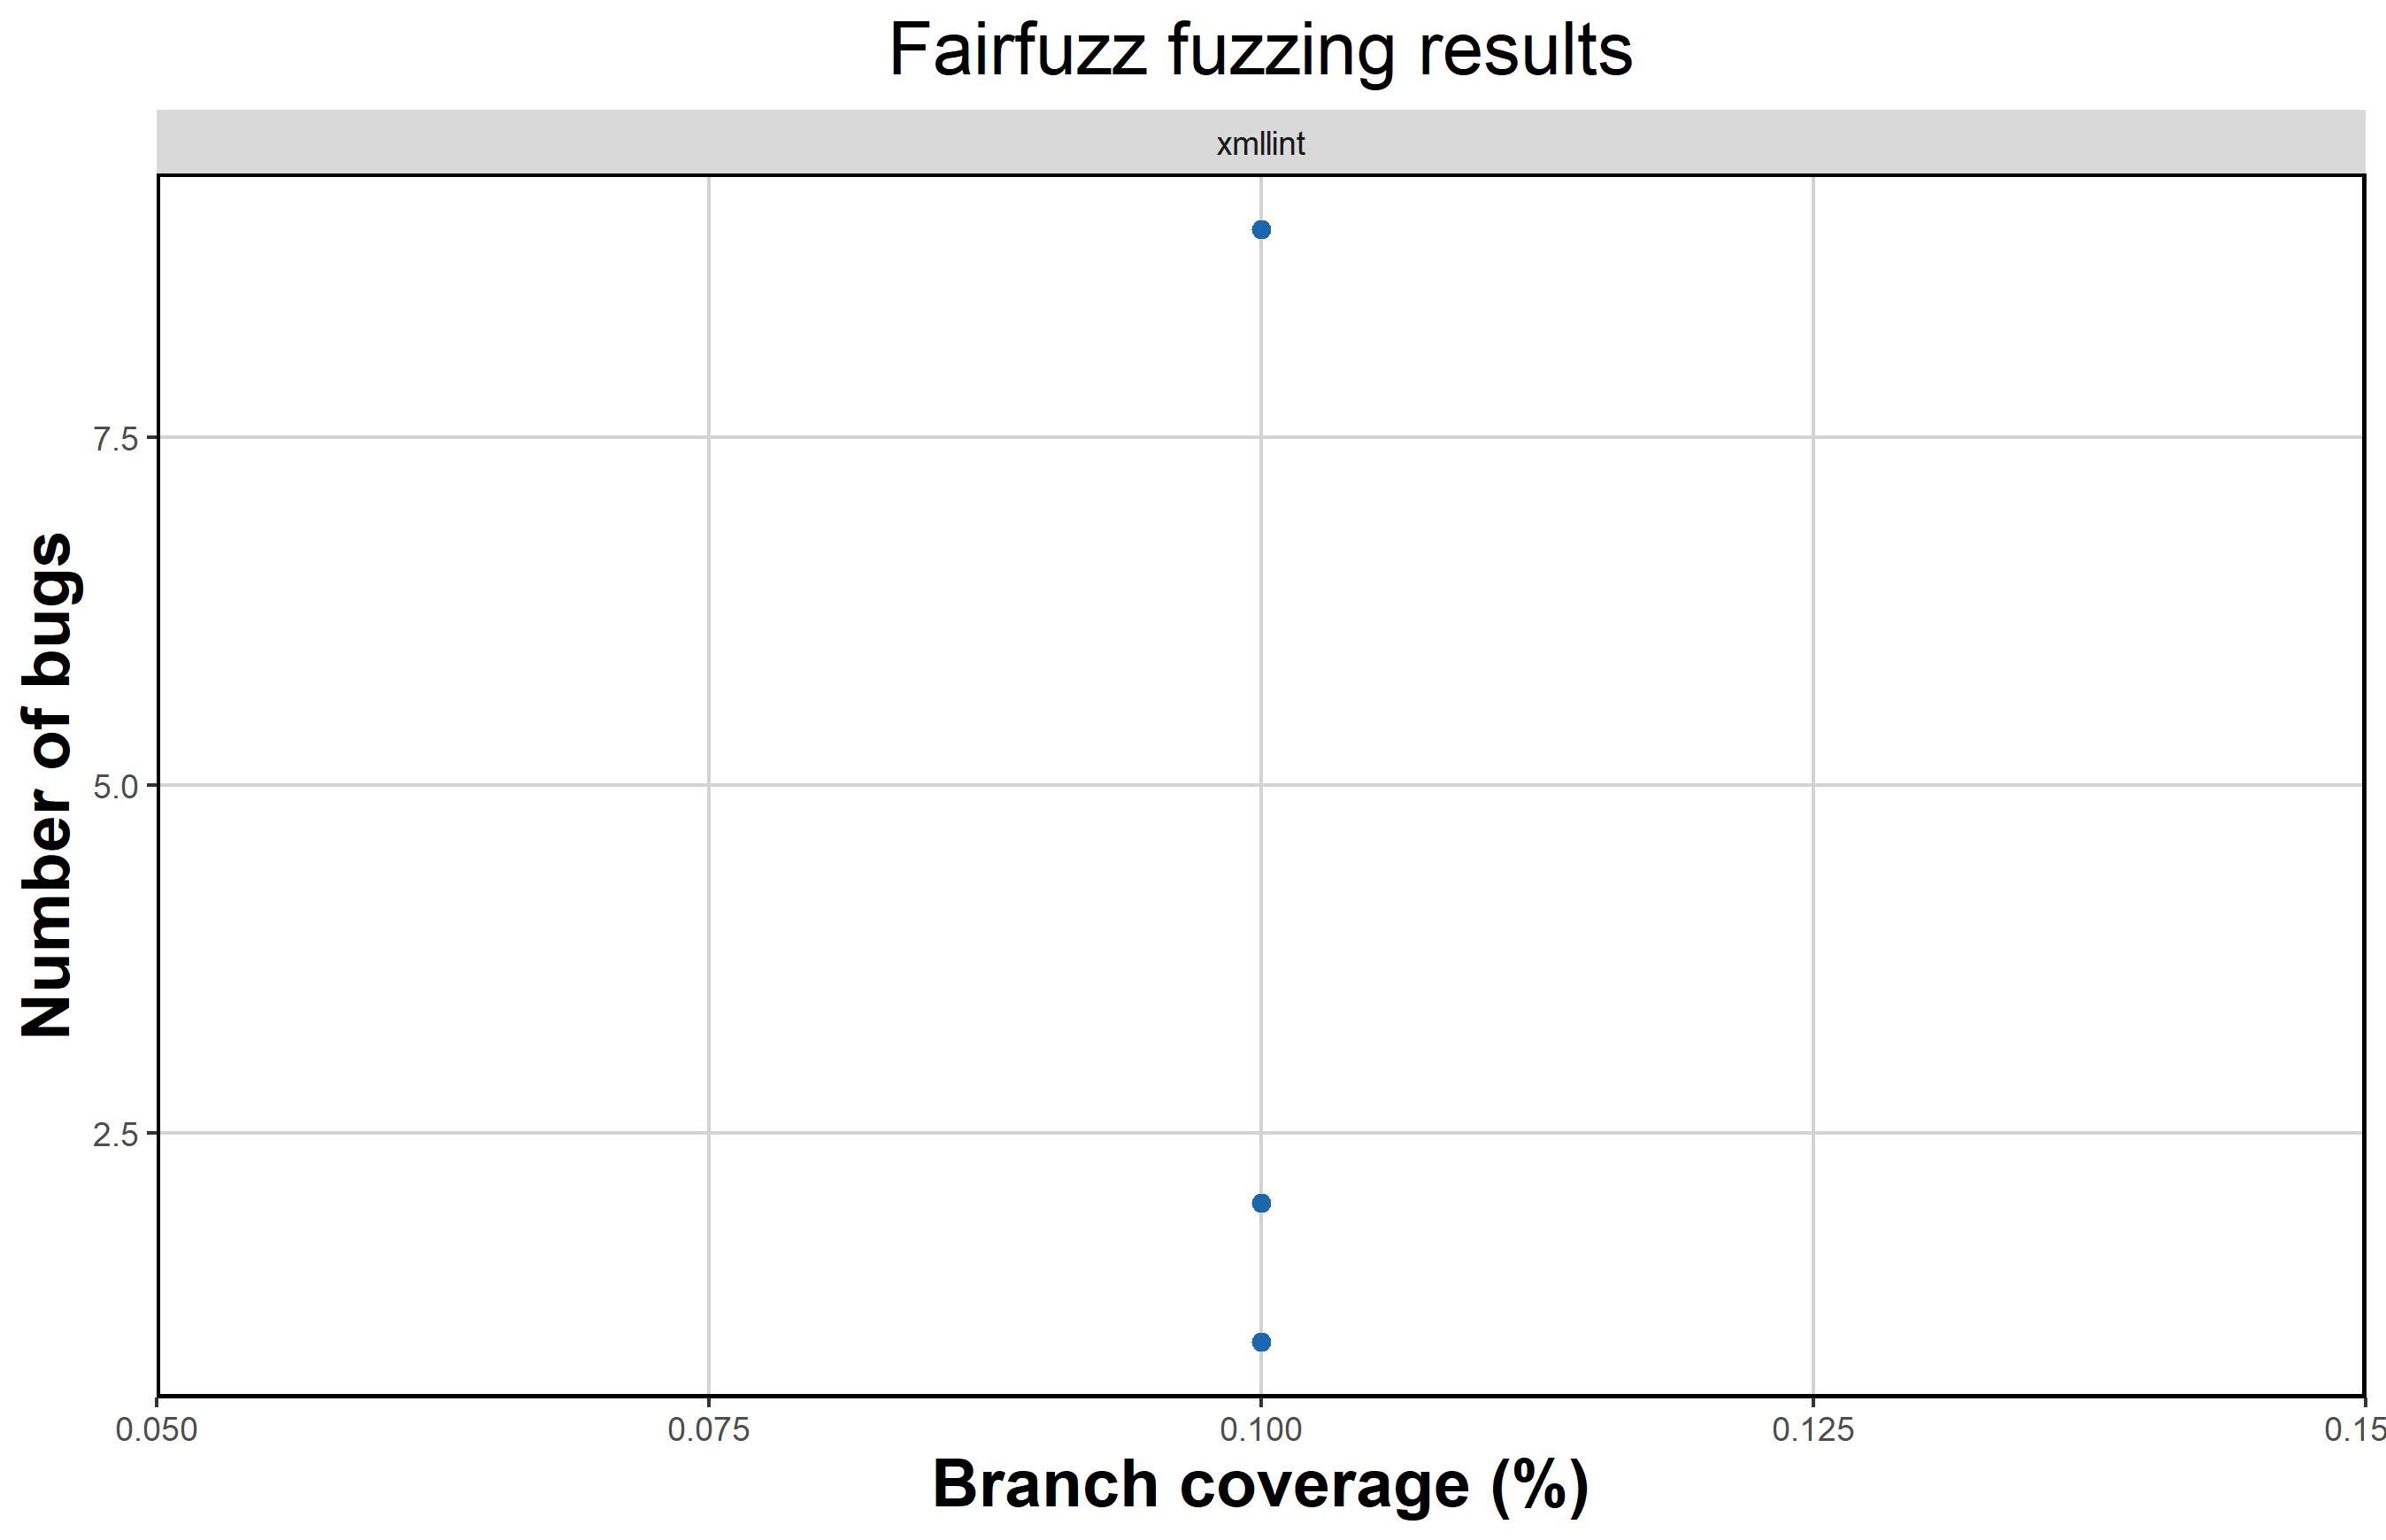 Fairfuzz fuzzing results
xmllint
7.5
5.0
2.5
Number of bugs
0.050 0.075 0.100 0.125 0.15
Branch coverage (%)